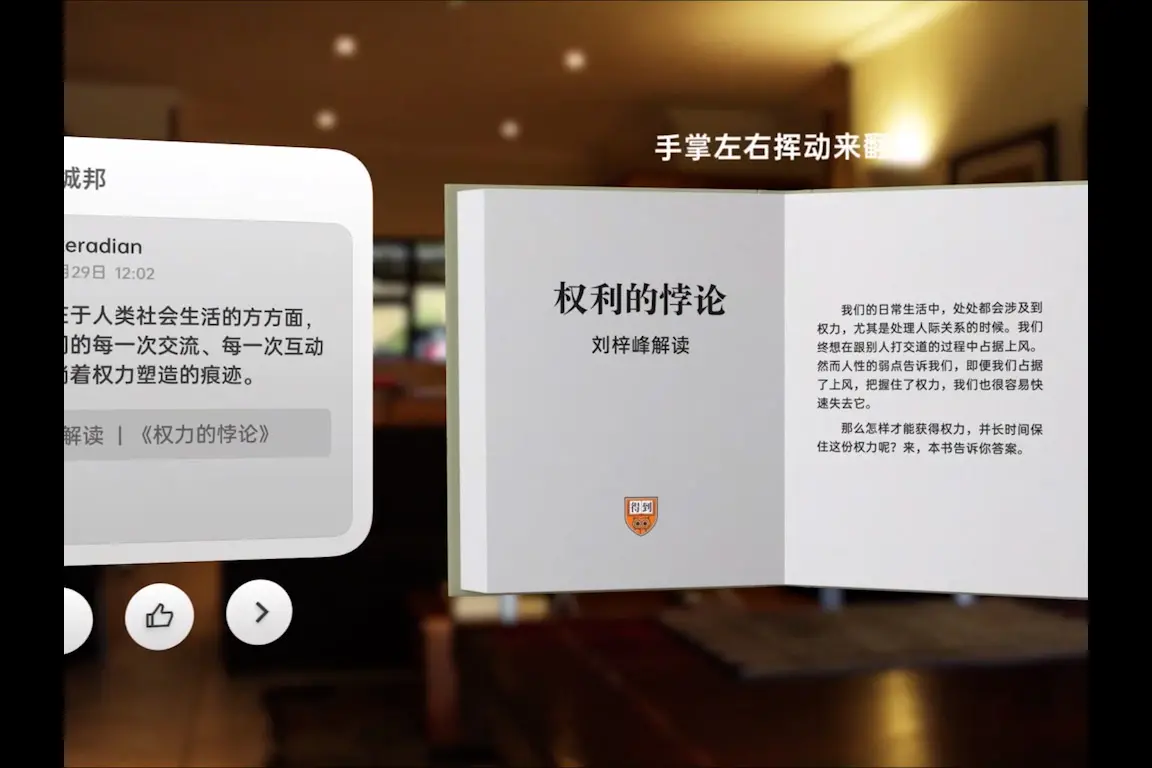 城邦
eradian
月29日 12:02
于人类社会生活的方方面，
的每一次交流、每一次互动
着权力塑造的痕迹。
解读 | 《权力的悖论》
手掌左右挥动来翻
权利的悖论
刘梓峰解读
得到
我们的日常生活中，处处都会涉及到
权力，尤其是处理人际关系的时候。我们
终想在跟别人打交道的过程中占据上风。
然而人性的弱点告诉我们，即便我们占据
了上风，把握住了权力，我们也很容易快
速失去它。
那么怎样才能获得权力，并长时间保
住这份权力呢？来，本书告诉你答案。